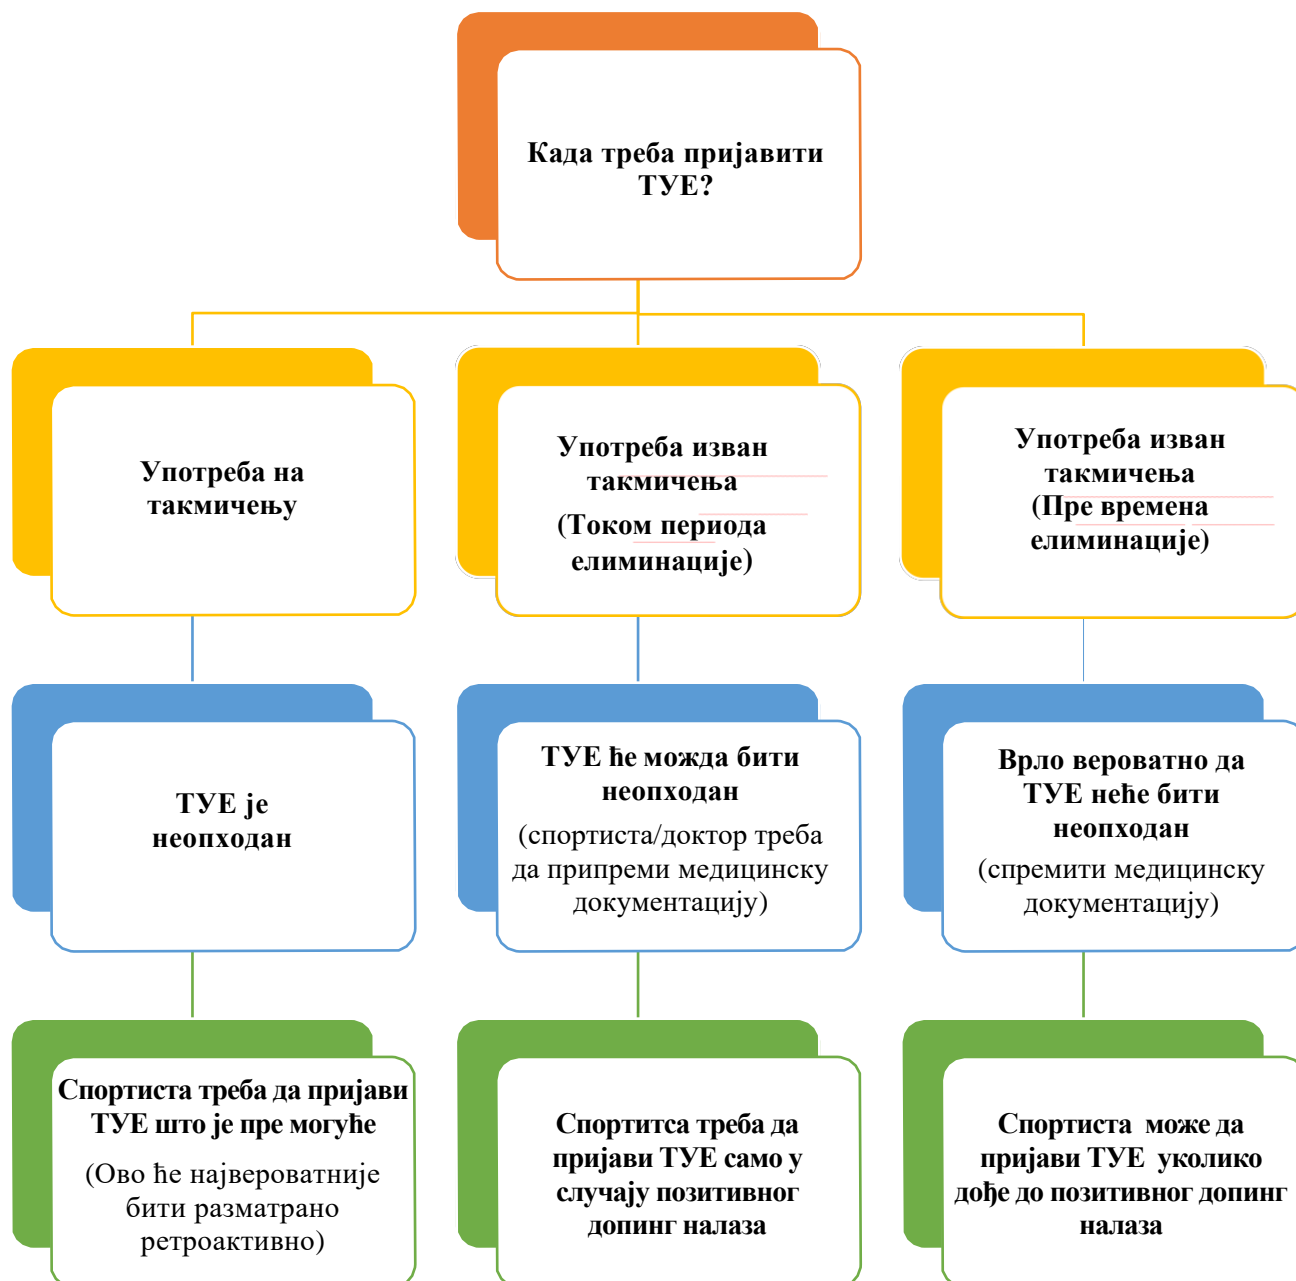 Када треба пријавити
ТУЕ?
Употреба на
такмичењу
Употреба изван
такмичења
(Током периода
елиминације)
Употреба изван
такмичења
(Пре времена
елиминације)
ТУЕ је
неопходан
ТУЕ ће можда бити
неопходан
(спортиста/доктор треба
да припреми медицинску
документацију)
Врло вероватно да
ТУЕ неће бити
неопходан
(спремити медицинску
документацију)
Спортиста треба да пријави
ТУЕ што је пре могуће
(Ово ће највероватније
бити разматрано
ретроактивно)
Спортитса треба да
пријави ТУЕ само у
случају позитивног
допинг налаза
Спортиста може да
пријави ТУЕ уколико
дође до позитивног допинг
налаза